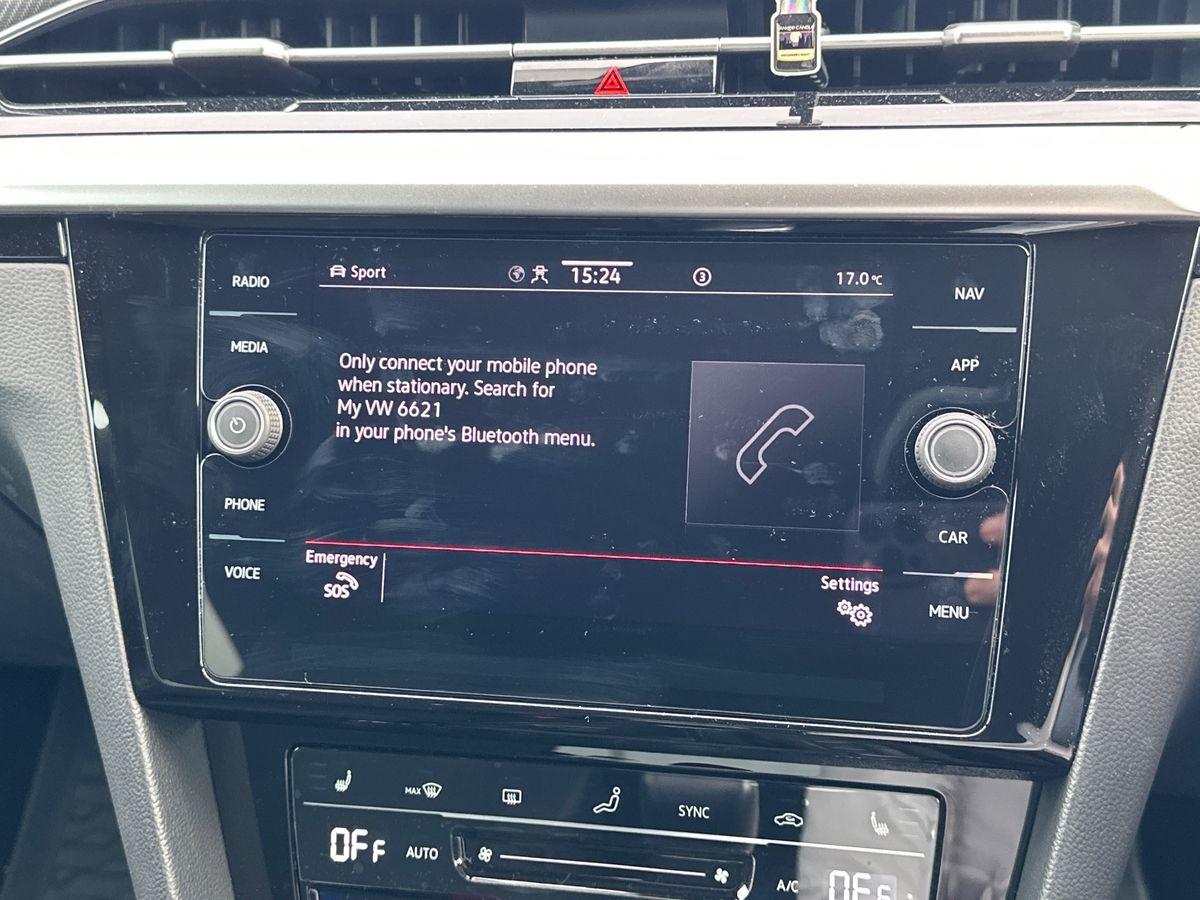 RADIO
Sport
15:24
3
17.0°C
NAV
MEDIA
APP
Only connect your mobile phone
when stationary. Search for
My VW 6621
in your phone's Bluetooth menu.
PHONE
CAR
VOICE
Emergency
SOS
Settings
MENU
MAX
SYNC
OFF
AUTO
A/C
OFF